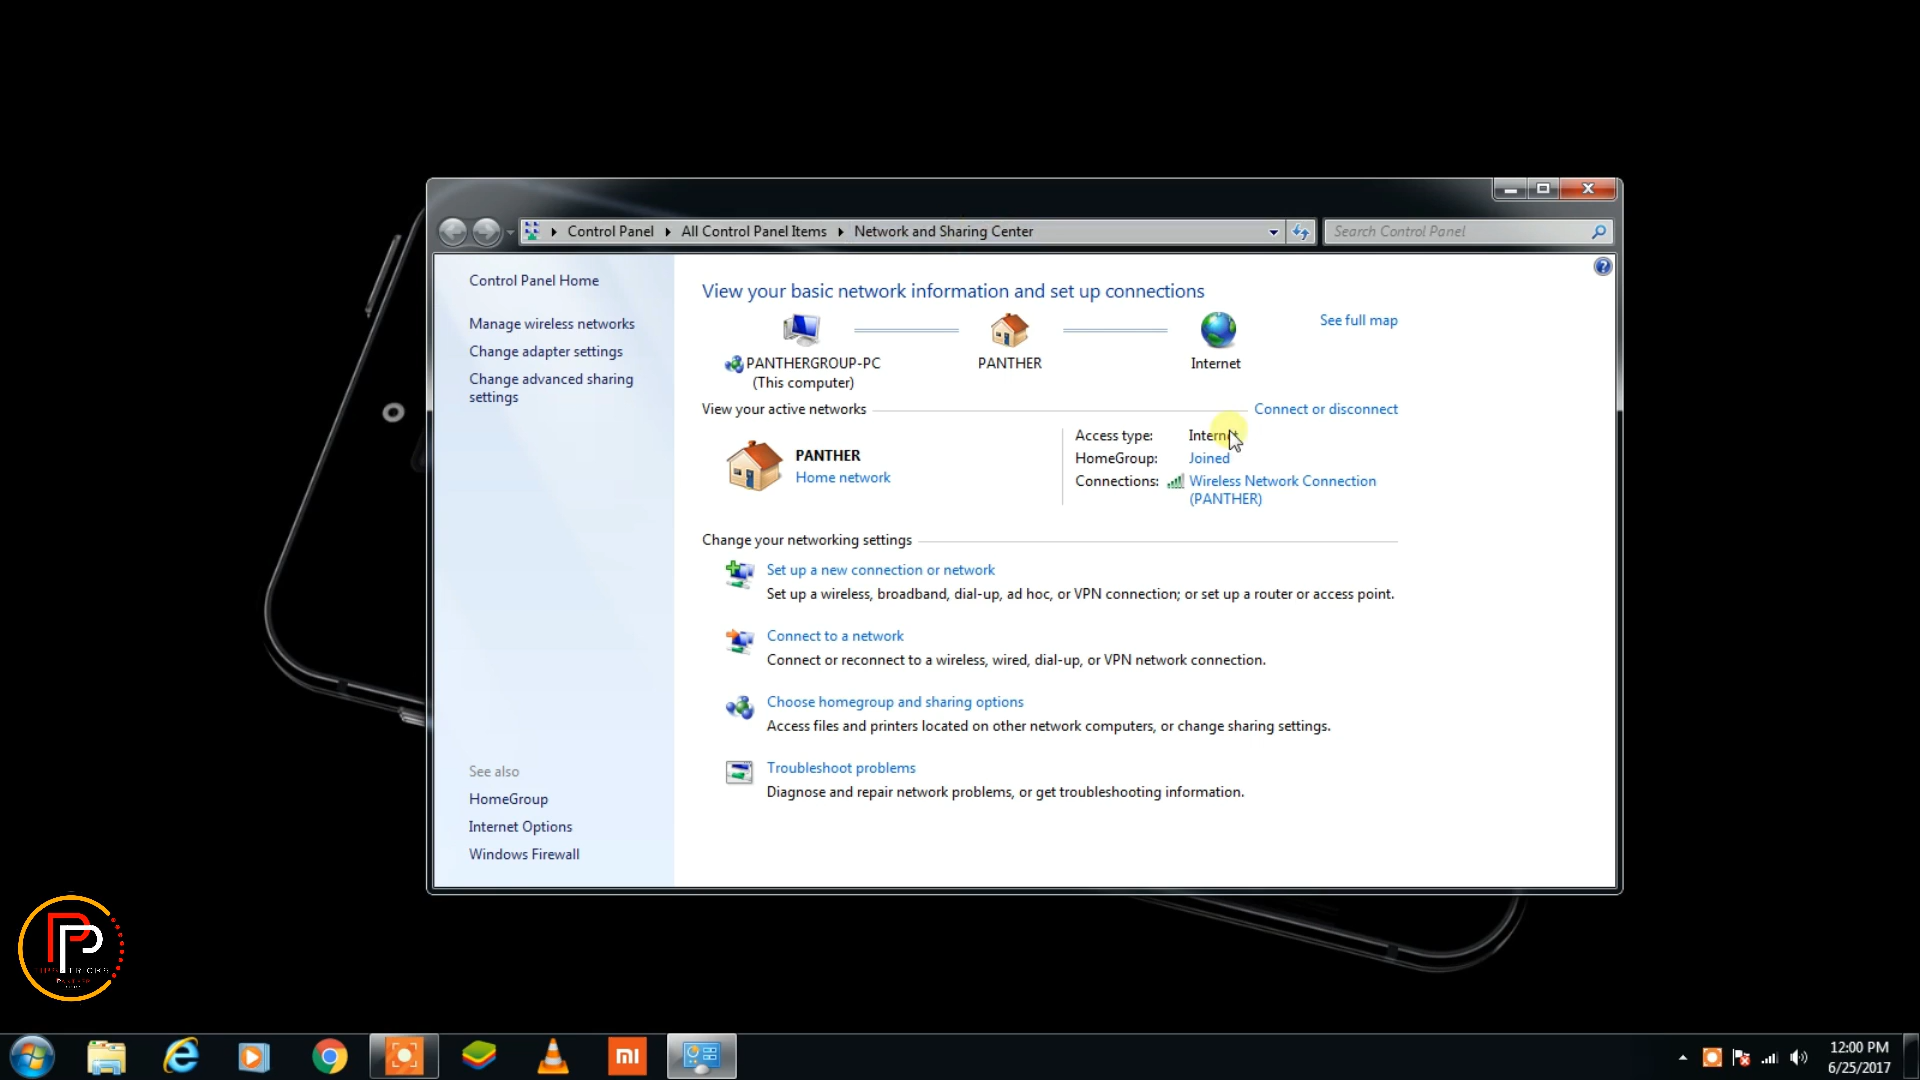 Control Panel
All Control Panel Items
Network and Sharing Center
Search Control Panel
Control Panel Home
Manage wireless networks
Change adapter settings
Change advanced sharing
settings
See also
HomeGroup
Internet Options
Windows Firewall
View your basic network information and set up connections
See full map
PANTHERGROUP-PC
(This computer)
PANTHER
Internet
View your active networks
Connect or disconnect
PANTHER
Home network
Access type: Internet
HomeGroup: Joined
Connections: Wireless Network Connection
(PANTHER)
Change your networking settings
Set up a new connection or network
Set up a wireless, broadband, dial-up, ad hoc, or VPN connection; or set up a router or access point.
Connect to a network
Connect or reconnect to a wireless, wired, dial-up, or VPN network connection.
Choose homegroup and sharing options
Access files and printers located on other network computers, or change sharing settings.
Troubleshoot problems
Diagnose and repair network problems, or get troubleshooting information.
mi
12:00 PM
6/25/2017